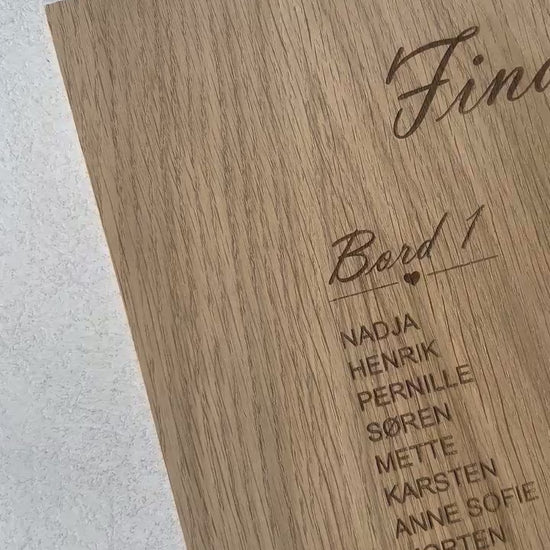 Bord 1
NADJA
HENRIK
PERNILLE
SØREN
METTE
KARSTEN
ANNE SOFIE